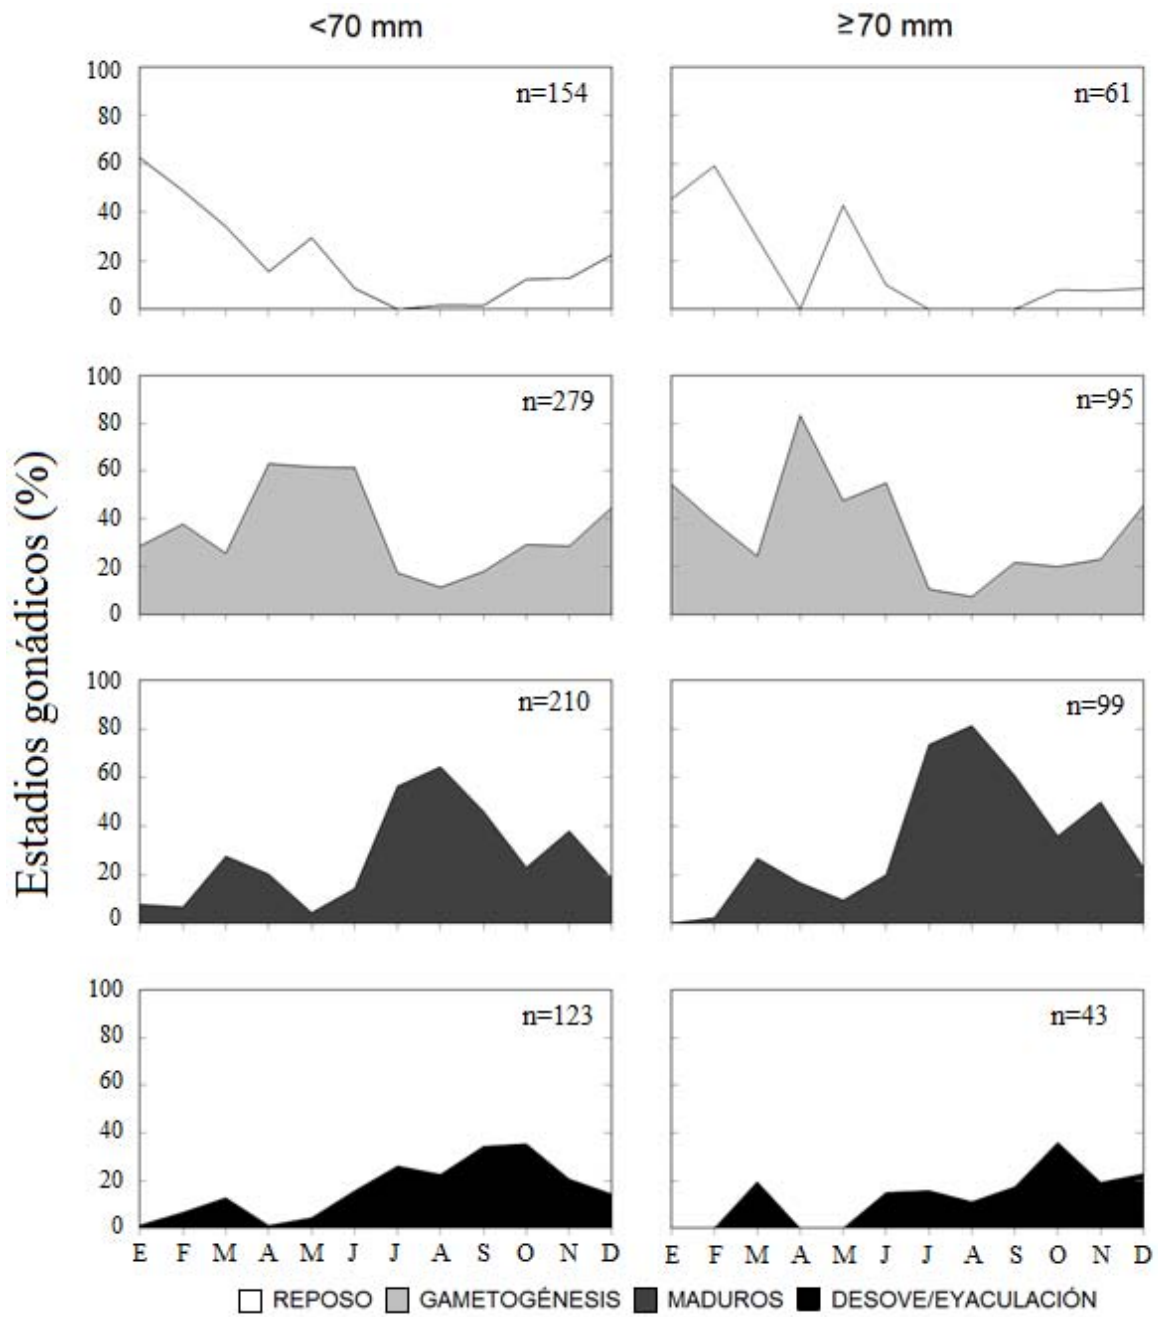 <70 mm
≥70 mm
Estadios gonádicos (%)
100
80
60
40
20
0
n=154
n=61
100
80
60
40
20
0
n=279
n=95
100
80
60
40
20
0
n=210
n=99
100
80
60
40
20
0
n=123
n=43
E F M A M J J A S O N D
E F M A M J J A S O N D
REPOSO GAMETOGÉNESIS MADUROS DESOVE/EYACULACIÓN